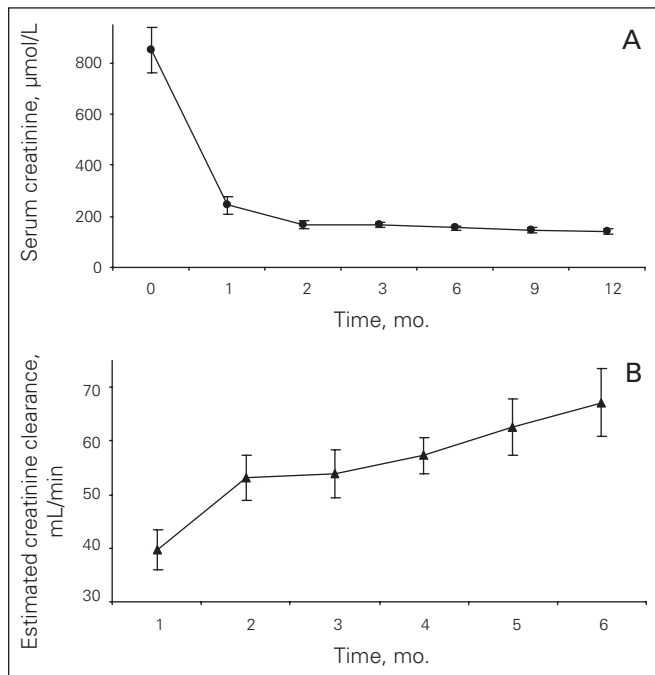 A
Serum creatinine, µmol/L
800
600
400
200
0
0 1 2 3 6 9 12
Time, mo.
B
Estimated creatinine clearance,
mL/min
70
60
50
40
30
1 2 3 4 5 6
Time, mo.